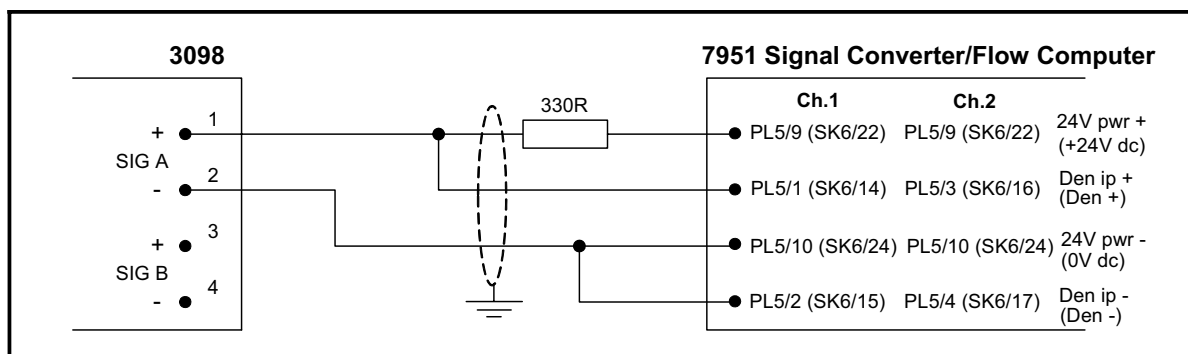 3098
7951 Signal Converter/Flow Computer
Ch.1 Ch.2
330R
+ 1
SIG A
- 2
+ 3
SIG B
- 4
PL5/9 (SK6/22) PL5/9 (SK6/22) 24V pwr +
(+24V dc)
PL5/1 (SK6/14) PL5/3 (SK6/16) Den ip +
(Den +)
PL5/10 (SK6/24) PL5/10 (SK6/24) 24V pwr -
(0V dc)
PL5/2 (SK6/15) PL5/4 (SK6/17) Den ip -
(Den -)